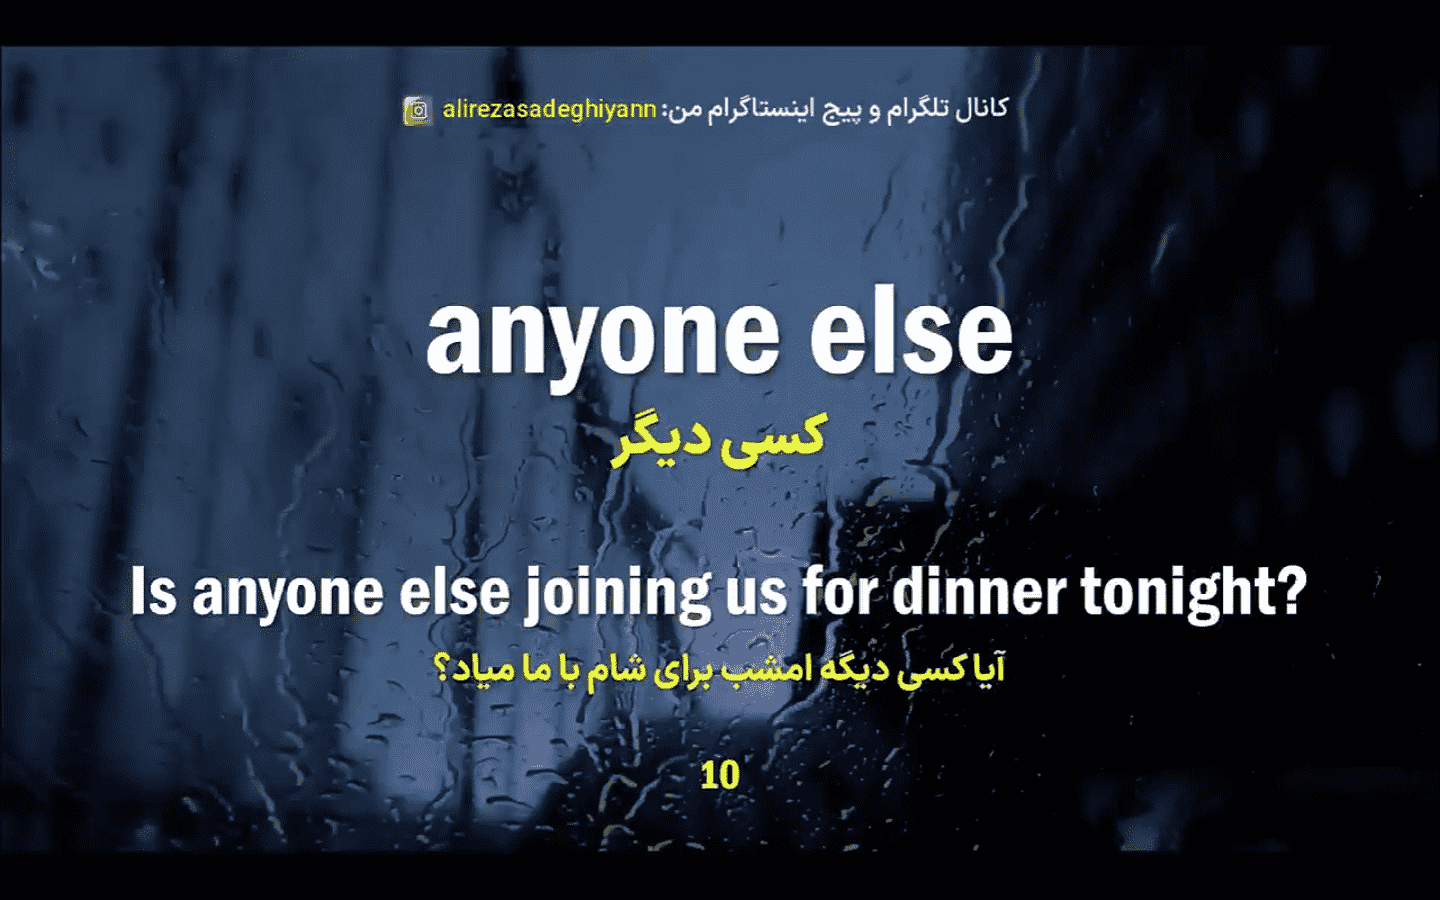 کانال تلگرام و پیج اینستاگرام من: alirezasadeghiyann
anyone else
کسی دیگر
Is anyone else joining us for dinner tonight?
آیا کسی دیگه امشب برای شام با ما میاد؟
10